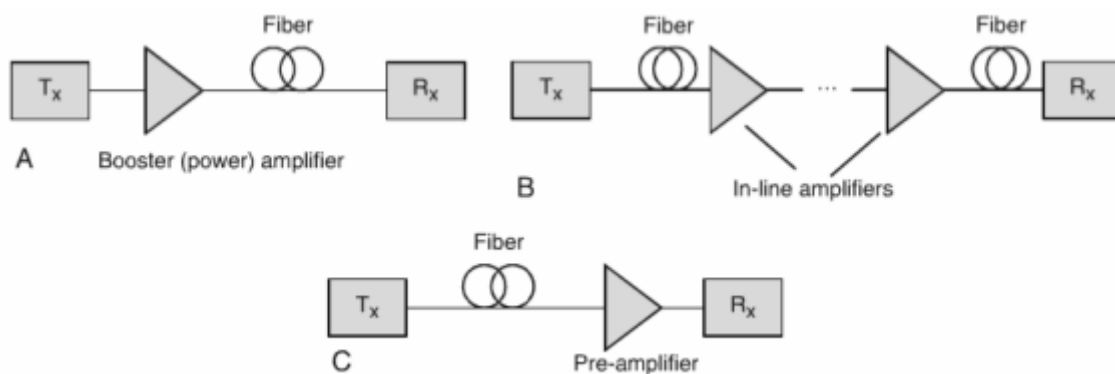 Fiber
Tx
Rx
Booster (power) amplifier
A
Fiber
Fiber
Tx
...
Rx
In-line amplifiers
B
Fiber
Tx
Rx
C
Pre-amplifier